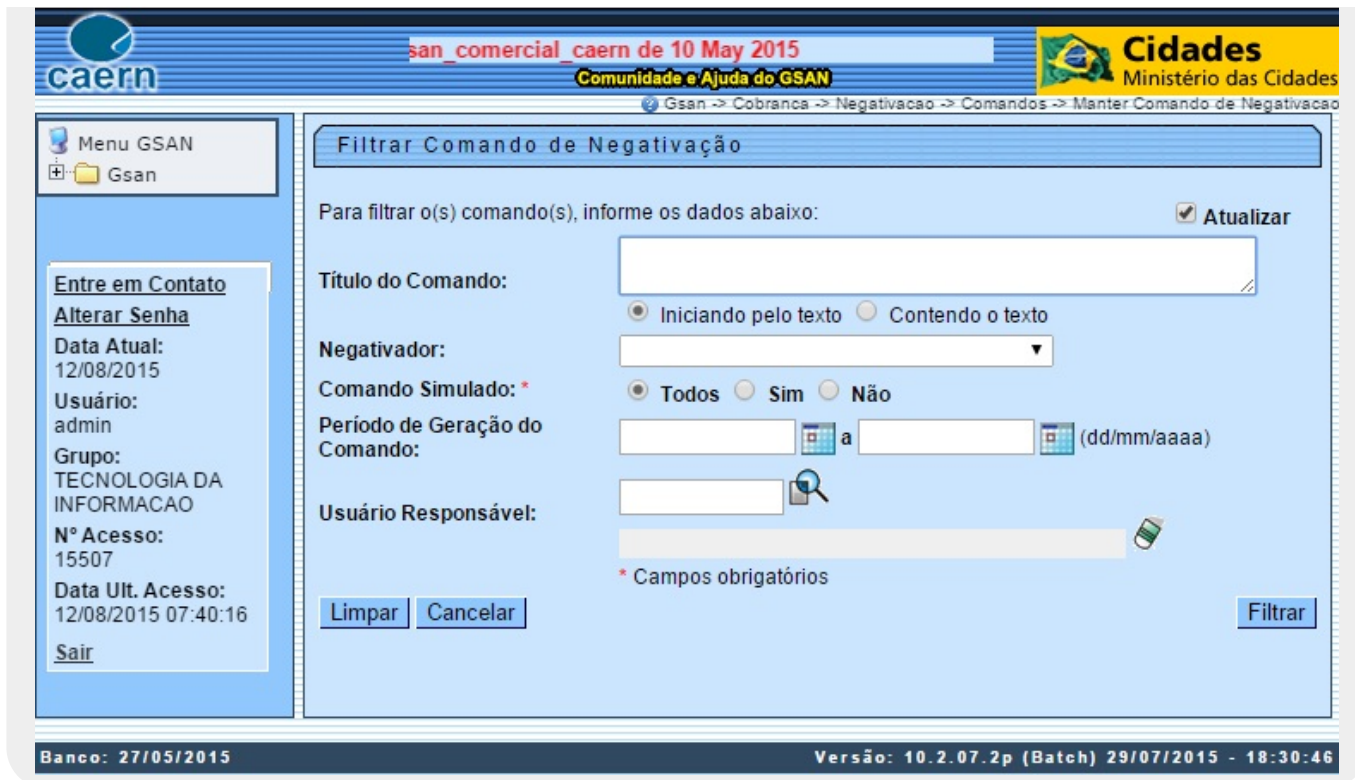 caern
san_comercial_caern de 10 May 2015
Comunidade e Ajuda do GSAN
Cidades
Ministério das Cidades
Gsan -> Cobranca -> Negativacao -> Comandos -> Manter Comando de Negativacao
Menu GSAN
Gsan
Entre em Contato
Alterar Senha
Data Atual:
12/08/2015
Usuário:
admin
Grupo:
TECNOLOGIA DA
INFORMACAO
Nº Acesso:
15507
Data Ult. Acesso:
12/08/2015 07:40:16
Sair
Filtrar Comando de Negativação
Para filtrar o(s) comando(s), informe os dados abaixo: Atualizar
Título do Comando:
Iniciando pelo texto Contendo o texto
Negativador:
Comando Simulado: * Todos Sim Não
Período de Geração do
Comando: a (dd/mm/aaaa)
Usuário Responsável:
* Campos obrigatórios
Limpar Cancelar Filtrar
Banco: 27/05/2015 Versão: 10.2.07.2p (Batch) 29/07/2015 - 18:30:46